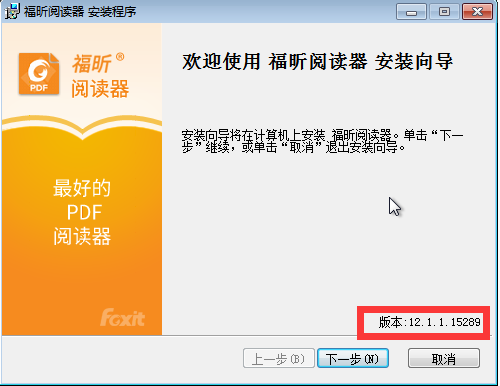 福昕阅读器 安装程序
福昕®
阅读器
PDF
欢迎使用 福昕阅读器 安装向导
安装向导将在计算机上安装 福昕阅读器。单击“下一
步”继续，或单击“取消”退出安装向导。
最好的
PDF
阅读器
Foxit
版本:12.1.1.15289
上一步(B)
下一步(N)
取消